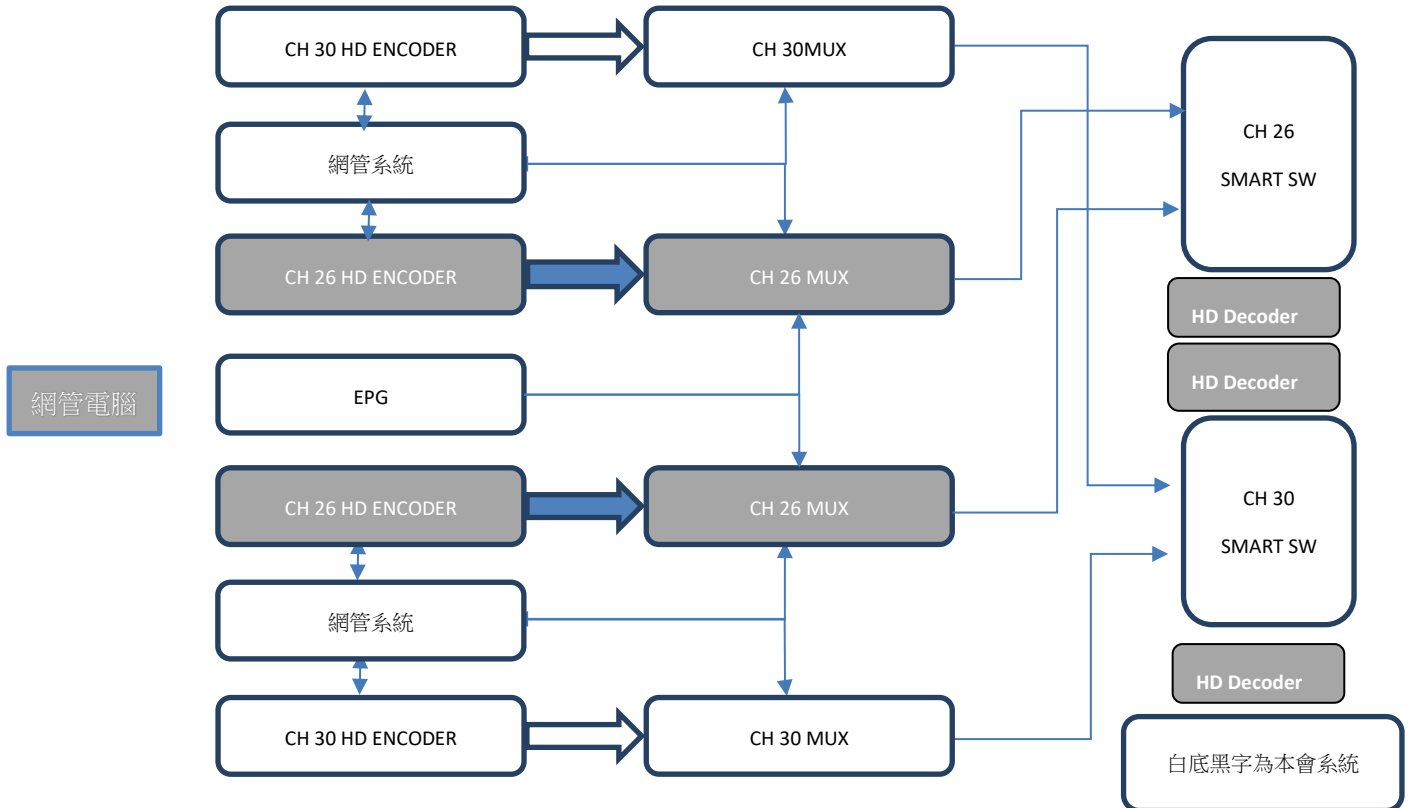 CH 30 HD ENCODER
CH 30MUX
網管系統
CH 26
SMART SW
CH 26 HD ENCODER
CH 26 MUX
HD Decoder
HD Decoder
EPG
網管電腦
CH 26 HD ENCODER
CH 26 MUX
CH 30
SMART SW
網管系統
HD Decoder
CH 30 HD ENCODER
CH 30 MUX
白底黑字為本會系統